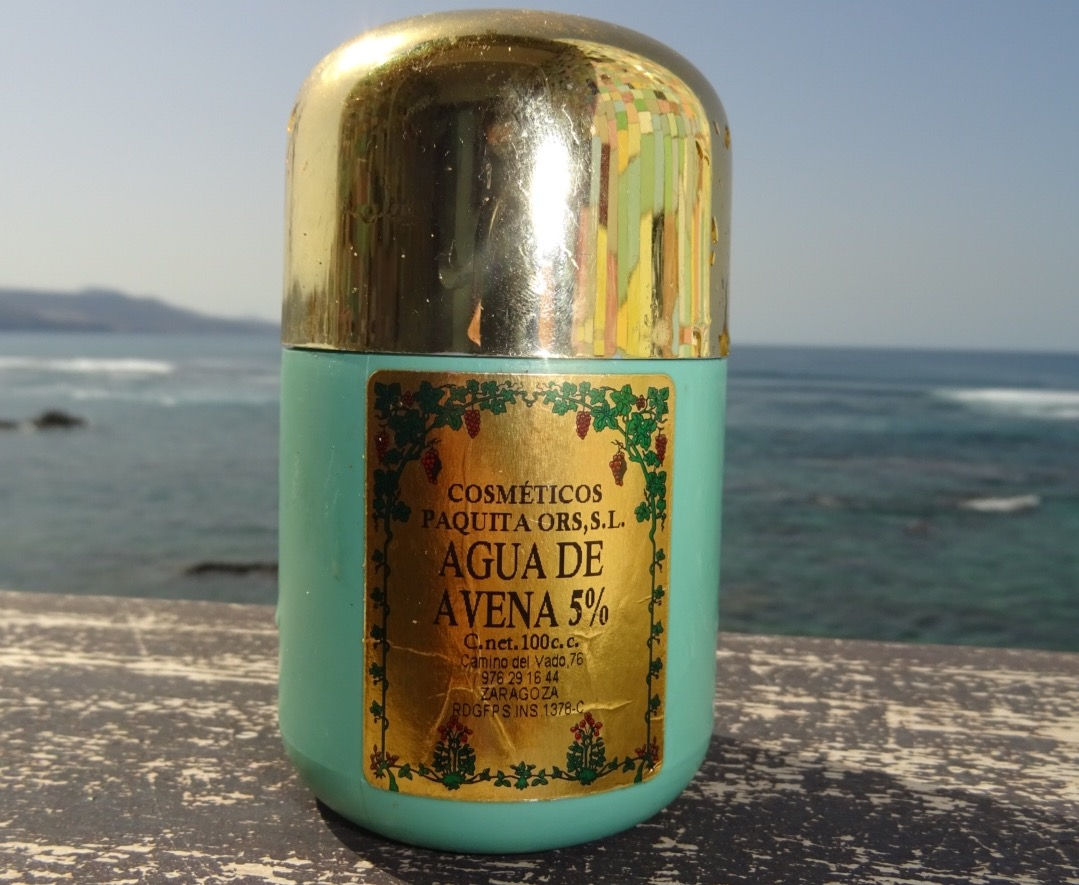 COSMÉTICOS
PAQUITA ORS,S.L.
AGUA DE
AVENA 5%
C.net.100c.c.
Camino del Vado,76
976 29 16 44
ZARAGOZA
RDGFPS.INS.1378-C